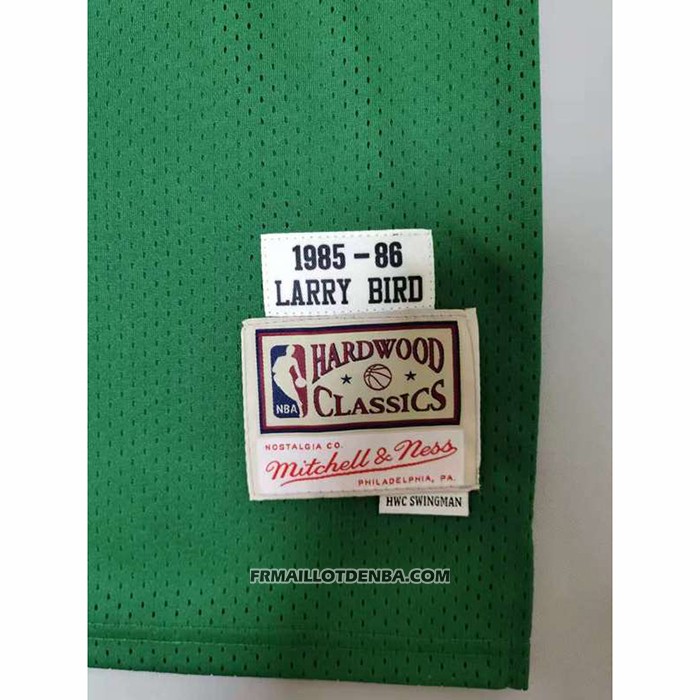 1985 - 86
LARRY BIRD
HARDWOOD
CLASSICS
NBA
NOSTALGIA CO.
Mitchell & Ness
PHILADELPHIA, PA.
HWC SWINGMAN
FRMAILLOTDENBA.COM